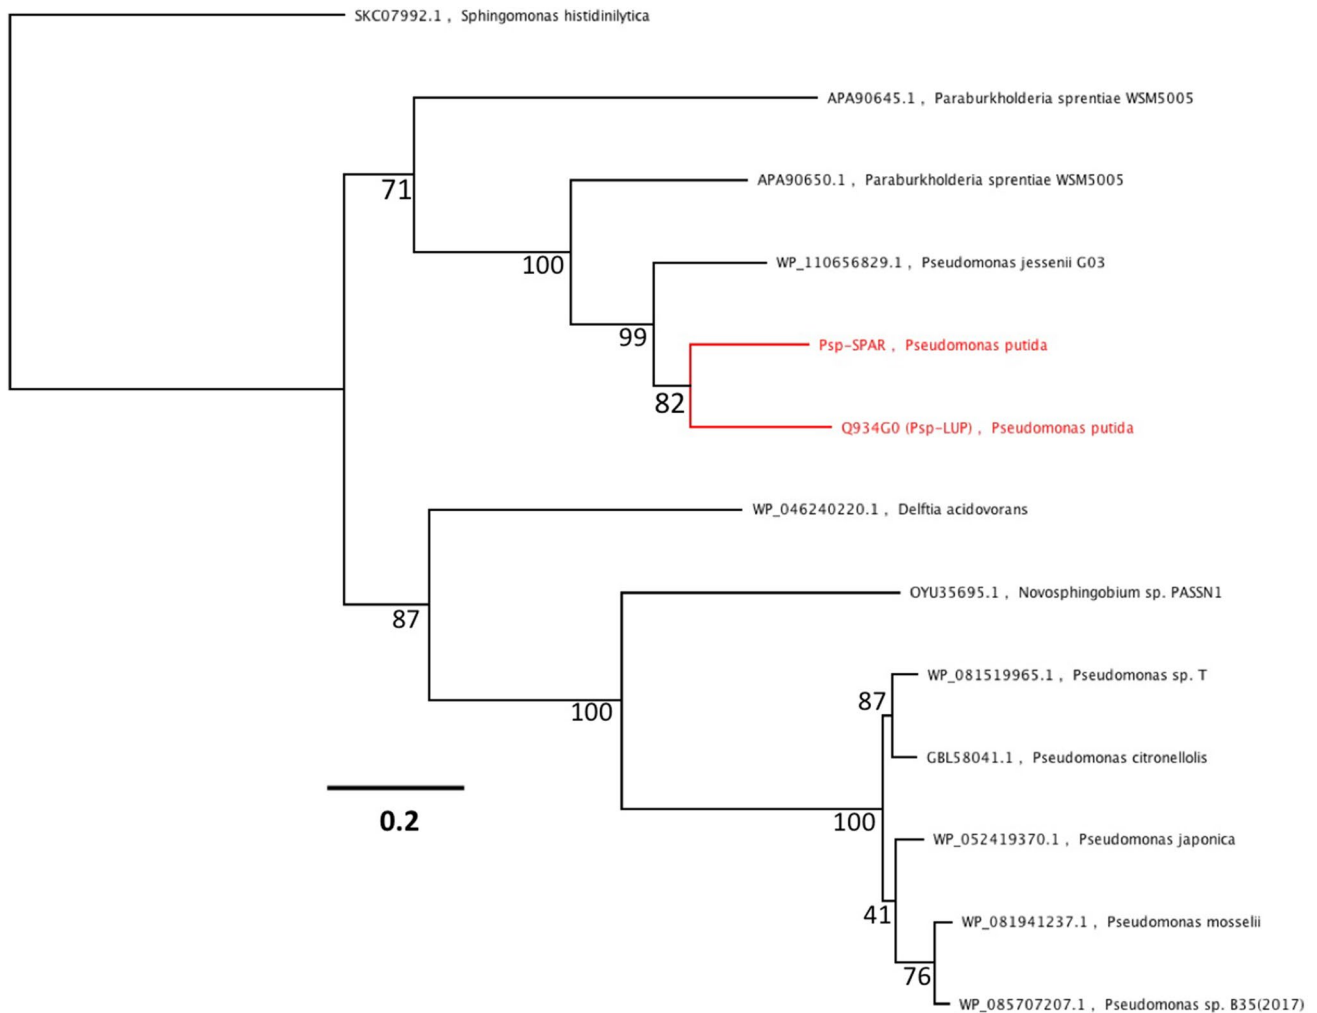 SKC07992.1 , Sphingomonas histidinilytica
APA90645.1 , Paraburkholderia sprentiae WSM5005
71
APA90650.1 , Paraburkholderia sprentiae WSM5005
100
WP_110656829.1 , Pseudomonas jessenii G03
99
Psp-SPAR , Pseudomonas putida
82
Q934G0 (Psp-LUP) , Pseudomonas putida
WP_046240220.1 , Delftia acidovorans
87
OYU35695.1 , Novosphingobium sp. PASSN1
100
WP_081519965.1 , Pseudomonas sp. T
87
GBL58041.1 , Pseudomonas citronellolis
0.2
100
WP_052419370.1 , Pseudomonas japonica
41
WP_081941237.1 , Pseudomonas mosselii
76
WP_085707207.1 , Pseudomonas sp. B35(2017)